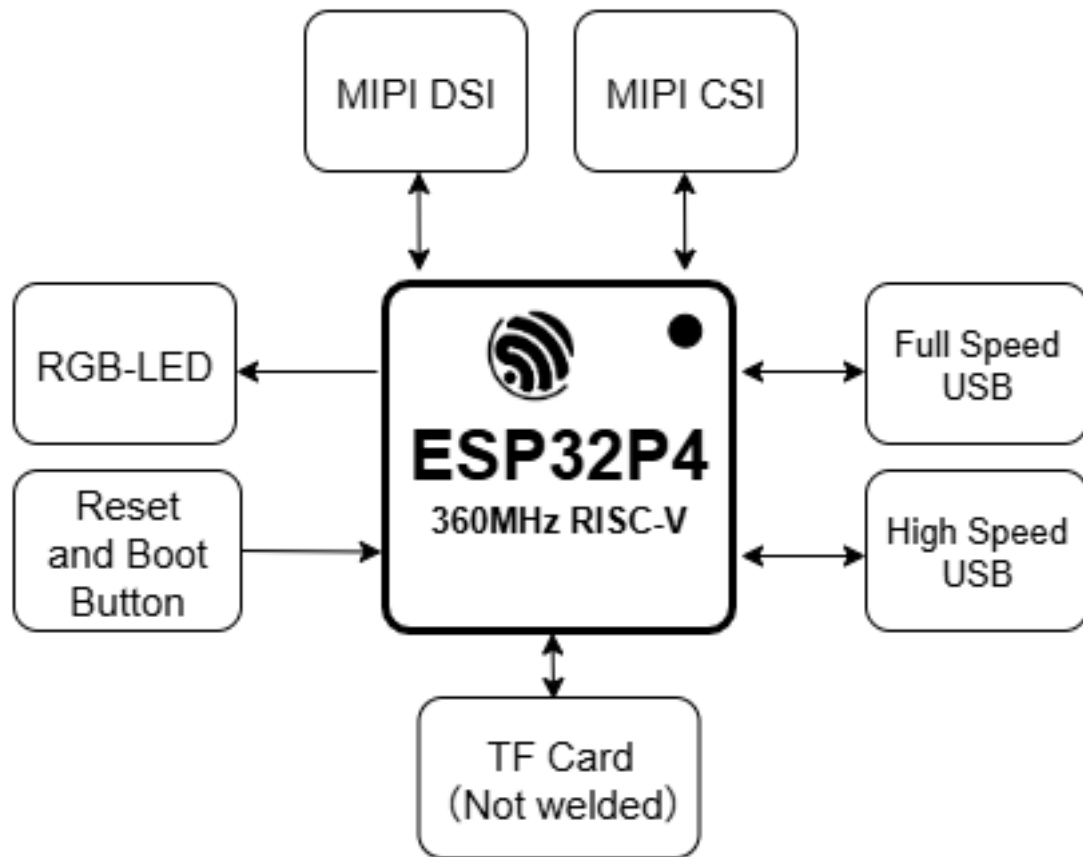 MIPI DSI
MIPI CSI
RGB-LED
Full Speed
USB
ESP32P4
360MHz RISC-V
Reset
and Boot
Button
High Speed
USB
TF Card
（Not welded）